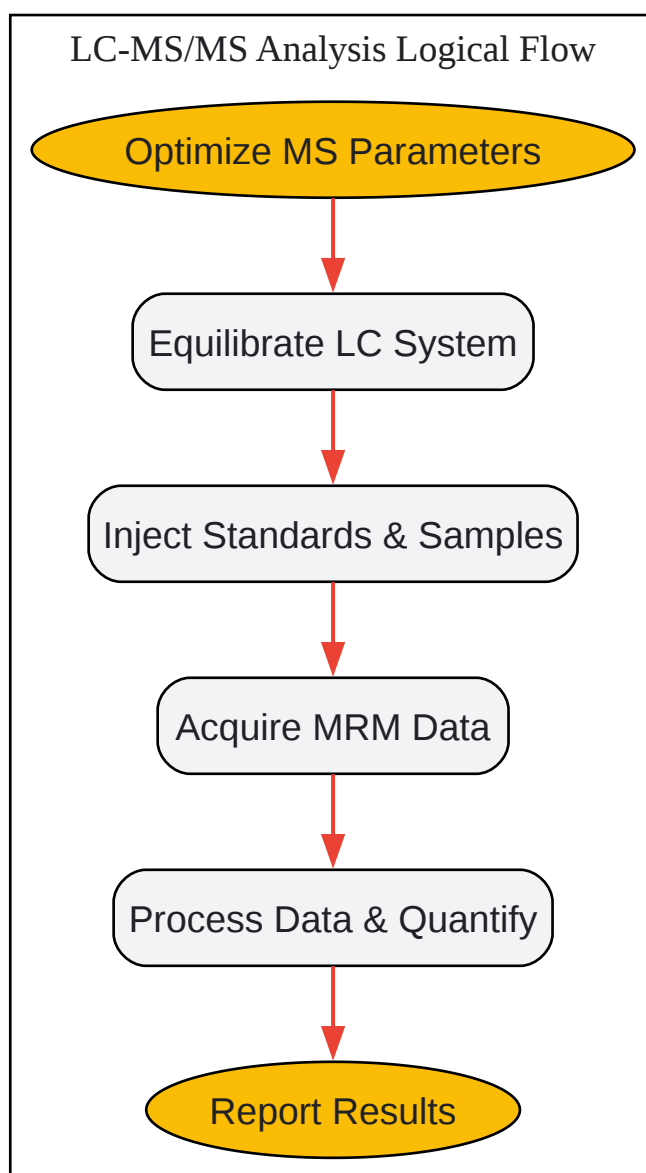 LC-MS/MS Analysis Logical Flow
Optimize MS Parameters
Equilibrate LC System
Inject Standards & Samples
Acquire MRM Data
Process Data & Quantify
Report Results